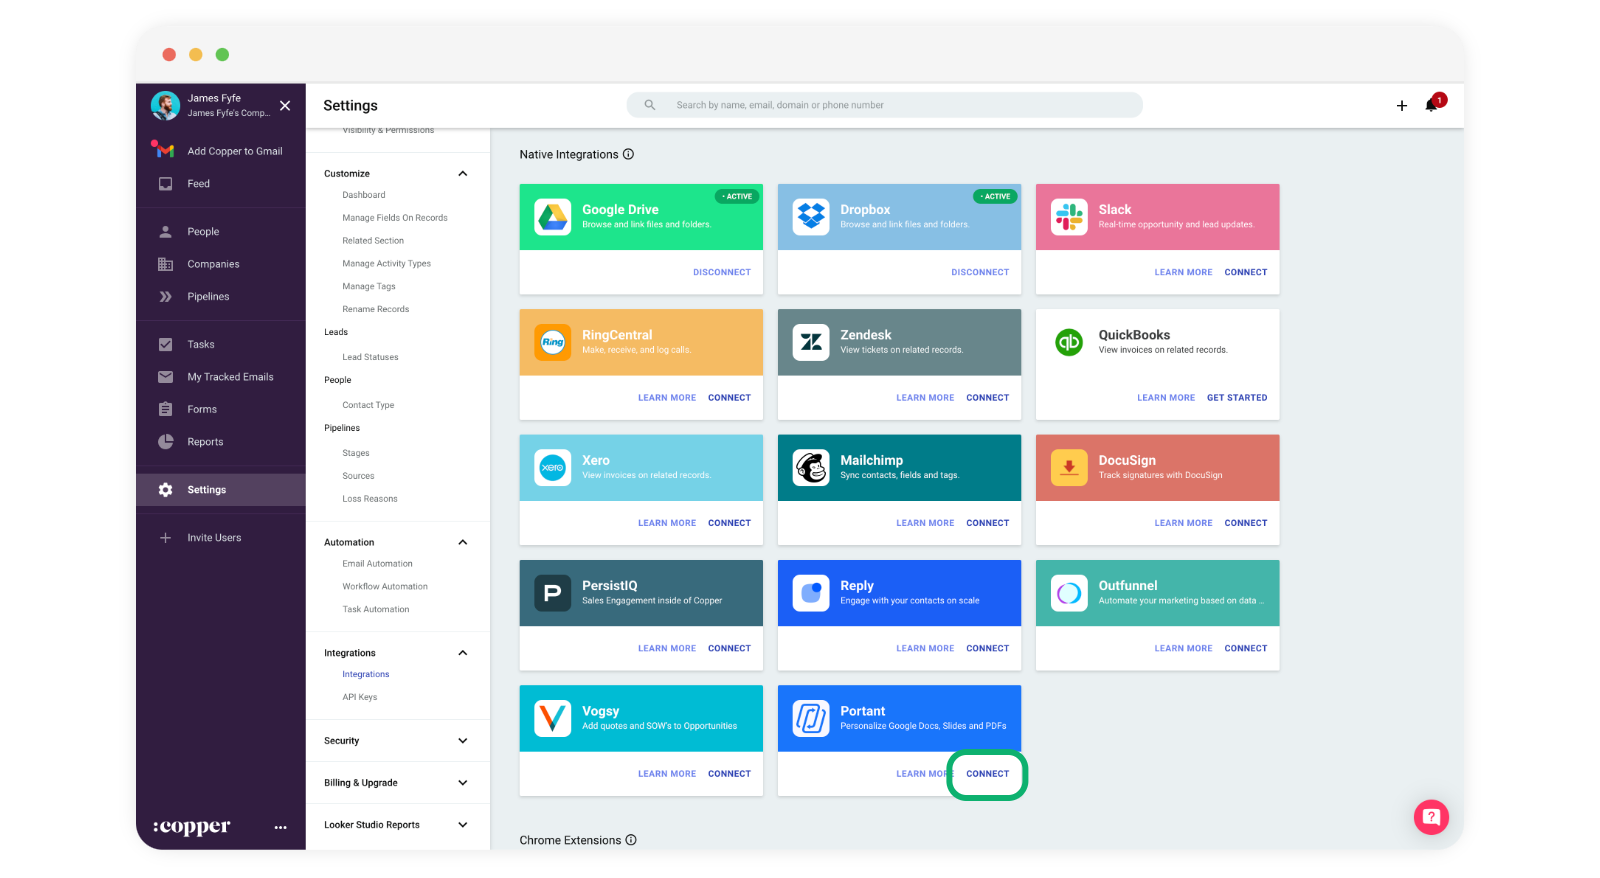 James Fyfe
James Fyfe's Comp...
Add Copper to Gmail
Feed
People
Companies
Pipelines
Tasks
My Tracked Emails
Forms
Reports
Settings
Invite Users
:copper
Settings
Search by name, email, domain or phone number
1
Visibility & Permissions
Customize
Dashboard
Manage Fields On Records
Related Section
Manage Activity Types
Manage Tags
Rename Records
Leads
Lead Statuses
People
Contact Type
Pipelines
Stages
Sources
Loss Reasons
Automation
Email Automation
Workflow Automation
Task Automation
Integrations
Integrations
API Keys
Security
Billing & Upgrade
Looker Studio Reports
Native Integrations
• ACTIVE
Google Drive
Browse and link files and folders.
DISCONNECT
• ACTIVE
Dropbox
Browse and link files and folders.
DISCONNECT
Slack
Real-time opportunity and lead updates.
LEARN MORE CONNECT
Ring
RingCentral
Make, receive, and log calls.
LEARN MORE CONNECT
Zendesk
View tickets on related records.
LEARN MORE CONNECT
qb
QuickBooks
View invoices on related records.
LEARN MORE GET STARTED
xero
Xero
View invoices on related records.
LEARN MORE CONNECT
Mailchimp
Sync contacts, fields and tags.
LEARN MORE CONNECT
DocuSign
Track signatures with DocuSign
LEARN MORE CONNECT
P
PersistIQ
Sales Engagement inside of Copper
LEARN MORE CONNECT
Reply
Engage with your contacts on scale
LEARN MORE CONNECT
Outfunnel
Automate your marketing based on data ...
LEARN MORE CONNECT
Vogsy
Add quotes and SOW's to Opportunities
LEARN MORE CONNECT
Portant
Personalize Google Docs, Slides and PDFs
LEARN MORE CONNECT
Chrome Extensions
?